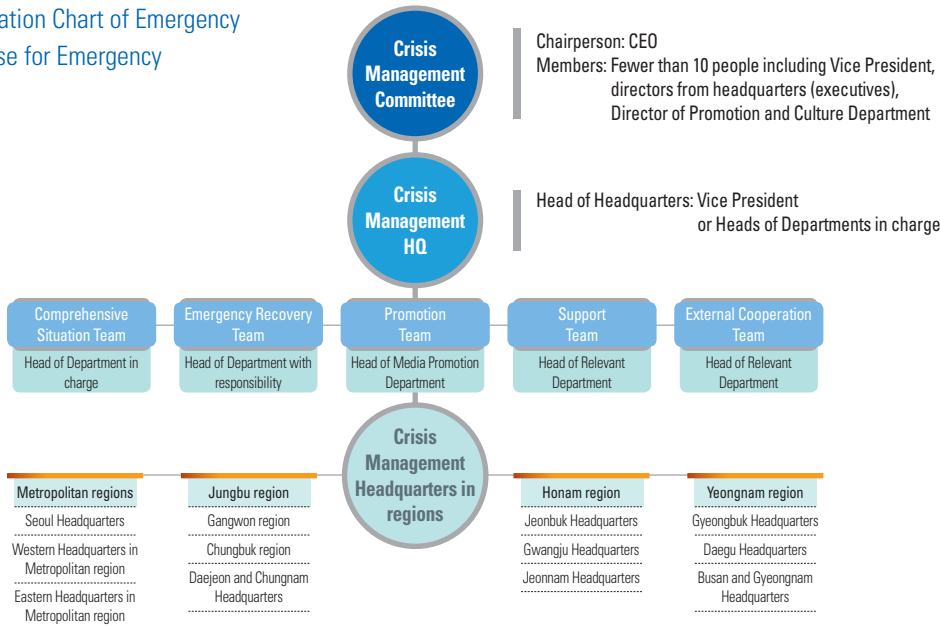 ation Chart of Emergency
se for Emergency
Crisis
Management
Committee
Chairperson: CEO
Members: Fewer than 10 people including Vice President,
directors from headquarters (executives),
Director of Promotion and Culture Department
Crisis
Management
HQ
Head of Headquarters: Vice President
or Heads of Departments in charge
Comprehensive
Situation Team
Head of Department in
charge
Emergency Recovery
Team
Head of Department with
responsibility
Promotion
Team
Head of Media Promotion
Department
Support
Team
Head of Relevant
Department
External Cooperation
Team
Head of Relevant
Department
Crisis
Management
Headquarters in
regions
Metropolitan regions
Seoul Headquarters
Western Headquarters in
Metropolitan region
Eastern Headquarters in
Metropolitan region
Jungbu region
Gangwon region
Chungbuk region
Daejeon and Chungnam
Headquarters
Honam region
Jeonbuk Headquarters
Gwangju Headquarters
Jeonnam Headquarters
Yeongnam region
Gyeongbuk Headquarters
Daegu Headquarters
Busan and Gyeongnam
Headquarters